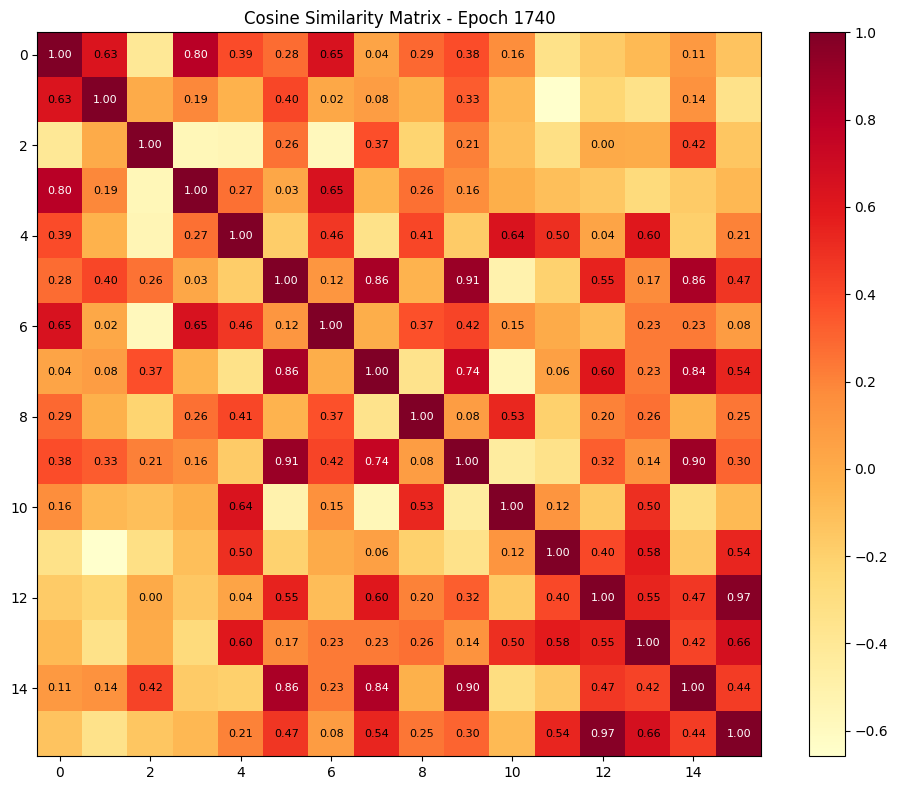 Cosine Similarity Matrix - Epoch 1740
0 1.00 0.63 0.80 0.39 0.28 0.65 0.04 0.29 0.38 0.16 0.11
0.63 1.00 0.19 0.40 0.02 0.08 0.33 0.14
2 1.00 0.26 0.37 0.21 0.00 0.42
0.80 0.19 1.00 0.27 0.03 0.65 0.26 0.16
4 0.39 0.27 1.00 0.46 0.41 0.64 0.50 0.04 0.60 0.21
0.28 0.40 0.26 0.03 1.00 0.12 0.86 0.91 0.55 0.17 0.86 0.47
6 0.65 0.02 0.65 0.46 0.12 1.00 0.37 0.42 0.15 0.23 0.23 0.08
0.04 0.08 0.37 0.86 1.00 0.74 0.06 0.60 0.23 0.84 0.54
8 0.29 0.26 0.41 0.37 1.00 0.08 0.53 0.20 0.26 0.25
0.38 0.33 0.21 0.16 0.91 0.42 0.74 0.08 1.00 0.32 0.14 0.90 0.30
10 0.16 0.64 0.15 0.53 1.00 0.12 0.50
0.50 0.06 0.12 1.00 0.40 0.58 0.54
12 0.00 0.04 0.55 0.60 0.20 0.32 0.40 1.00 0.55 0.47 0.97
0.60 0.17 0.23 0.23 0.26 0.14 0.50 0.58 0.55 1.00 0.42 0.66
14 0.11 0.14 0.42 0.86 0.23 0.84 0.90 0.47 0.42 1.00 0.44
0.21 0.47 0.08 0.54 0.25 0.30 0.54 0.97 0.66 0.44 1.00
0 2 4 6 8 10 12 14
1.0
0.8
0.6
0.4
0.2
0.0
−0.2
−0.4
−0.6